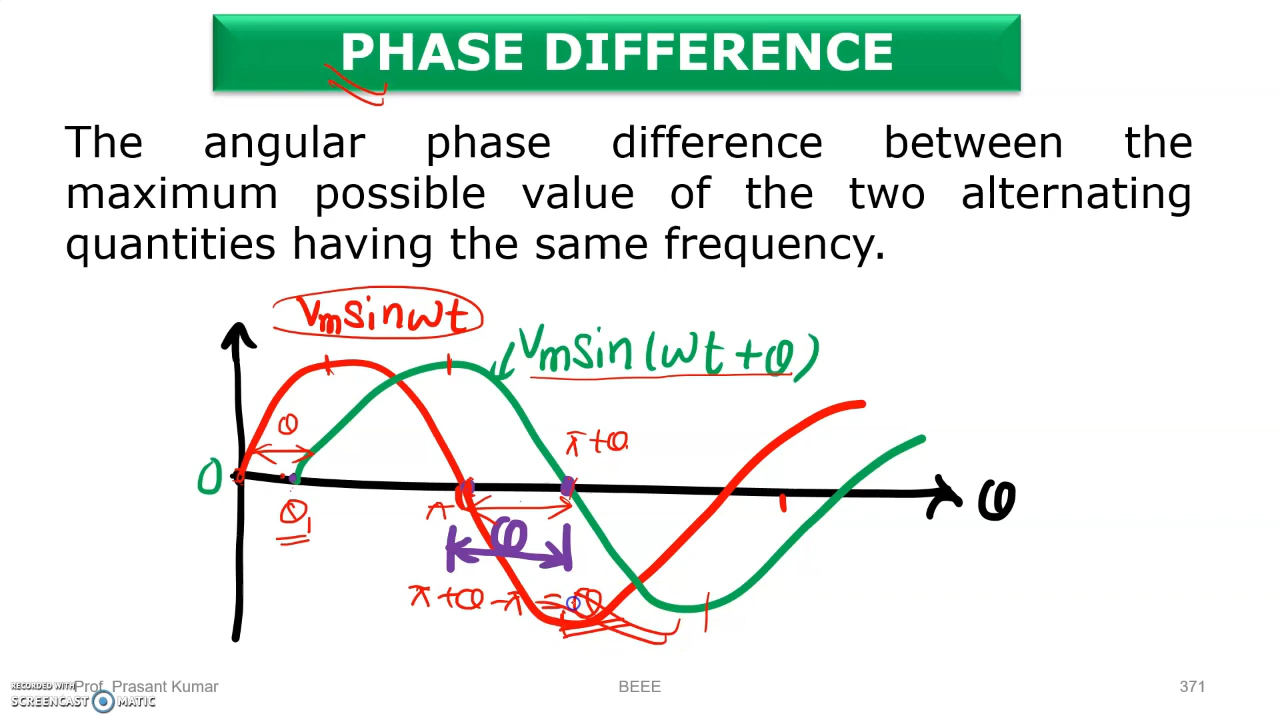 PHASE DIFFERENCE
The angular phase difference between the
maximum possible value of the two alternating
quantities having the same frequency.
Vmsinωt
Vmsin(ωt+θ)
θ
π+θ
0
θ1
π
θ
φ
π+θ-π=θ
RECORDED WITH
SCREENCAST MATIC
Prof. Prasant Kumar
BEEE
371